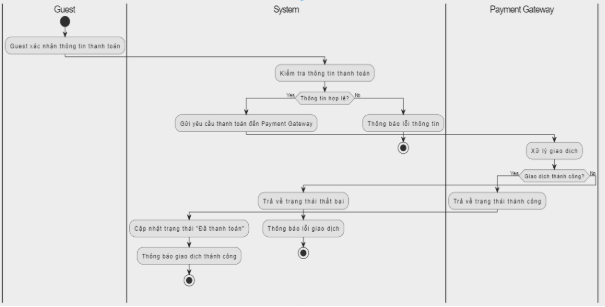 Guest
System
Payment Gateway
Guest xác nhận thông tin thanh toán
Kiểm tra thông tin thanh toán
Yes
Thông tin hợp lệ?
No
Gửi yêu cầu thanh toán đến Payment Gateway
Thông báo lỗi thông tin
Xử lý giao dịch
Yes
Giao dịch thành công?
No
Trả về trạng thái thất bại
Trả về trạng thái thành công
Cập nhật trạng thái "Đã thanh toán"
Thông báo lỗi giao dịch
Thông báo giao dịch thành công